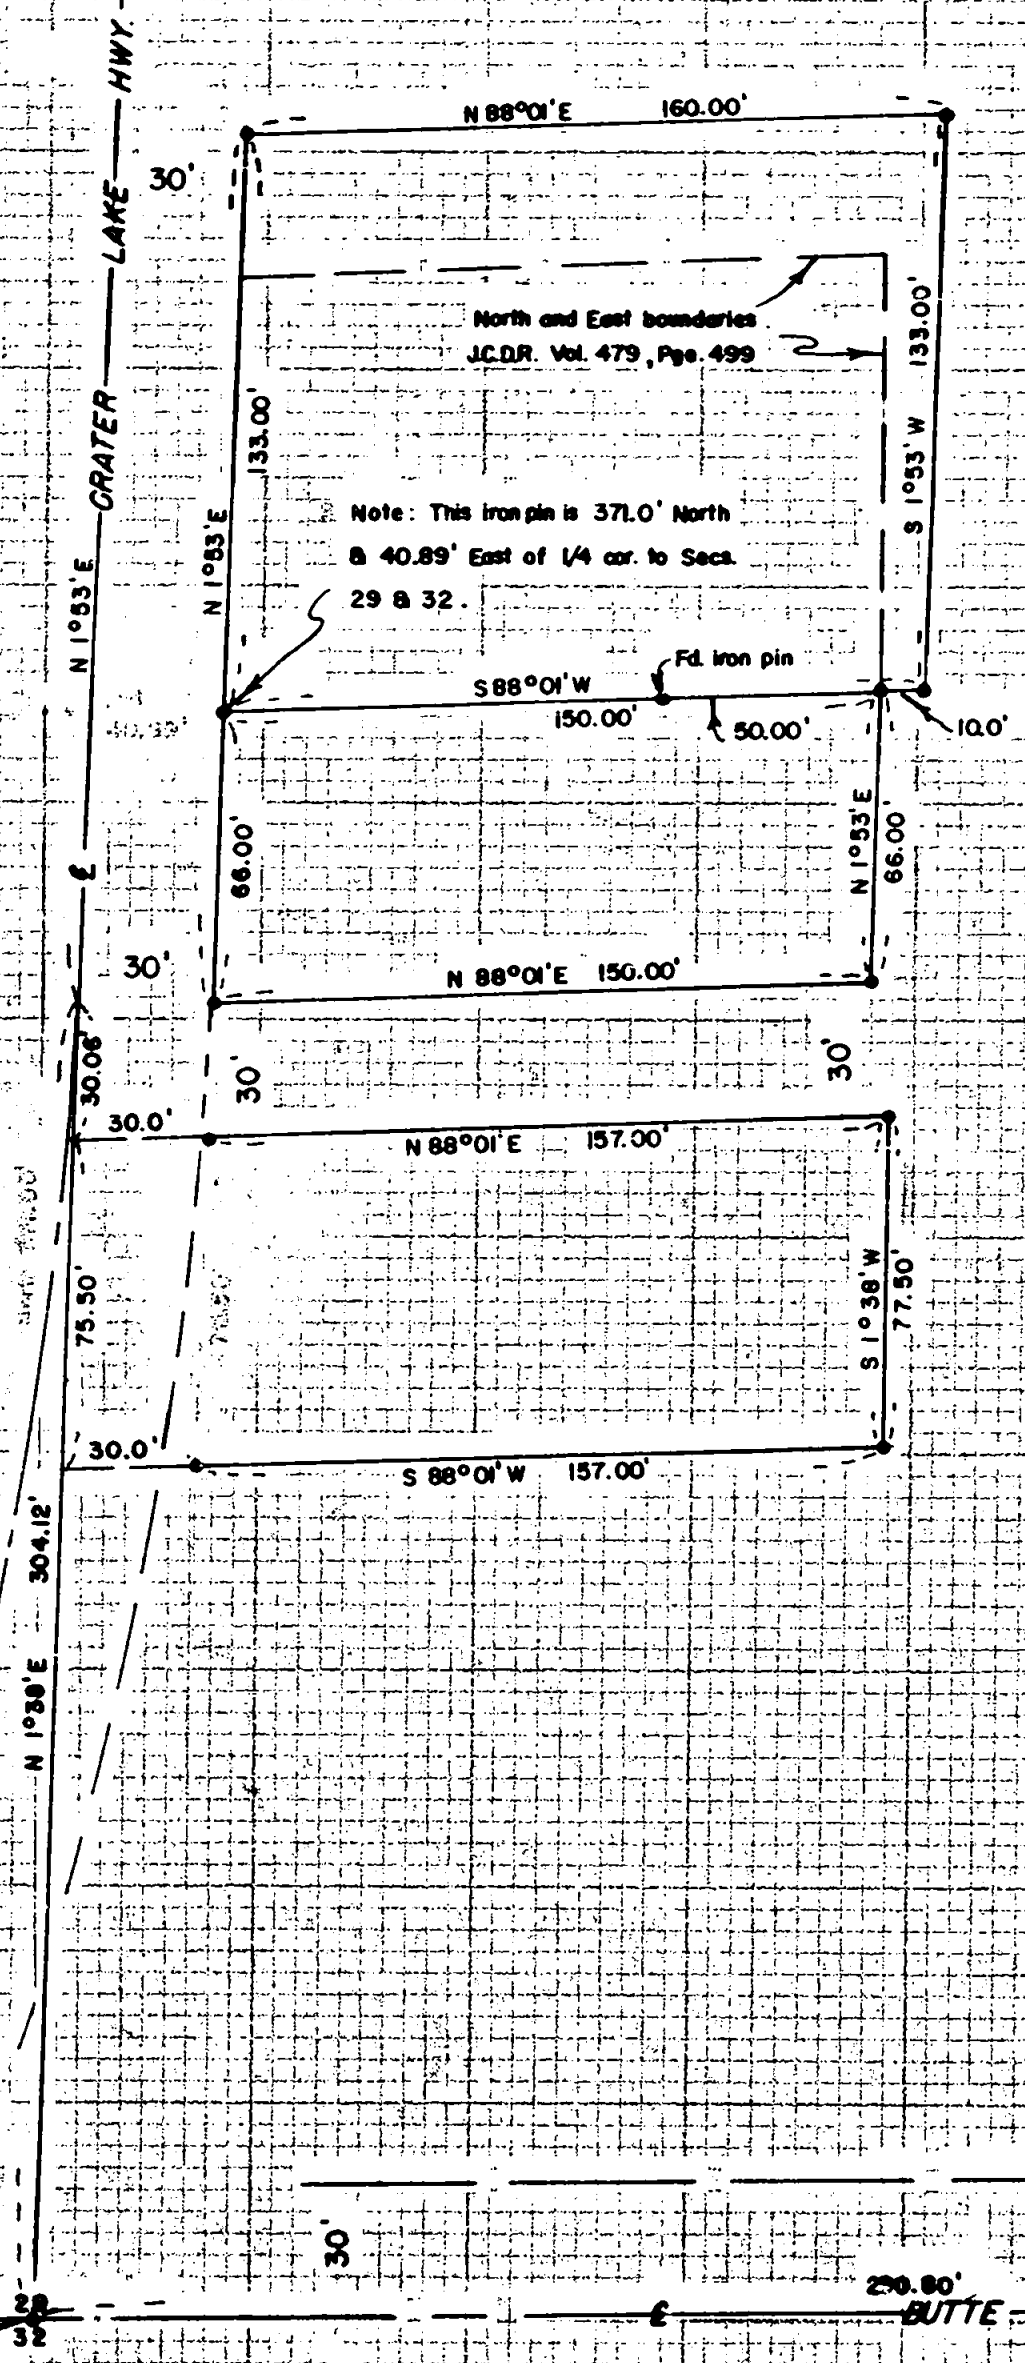 CRATER LAKE HWY.
N 88°01'E 160.00'
30'
North and East boundaries
J.C.D.R. Vol. 479, Pge. 499
133.00'
S 1°53'W
133.00'
N 1°53'E
N 1°53'E
Note: This iron pin is 371.0' North
& 40.89' East of 1/4 cor. to Secs.
29 & 32.
Fd. iron pin
S 88°01'W
150.00'
50.00'
10.0'
40.89'
66.00'
N 1°53'E
66.00'
30'
N 88°01'E 150.00'
30.06'
30'
30'
30.0'
N 88°01'E 157.00'
75.50'
S 1°38'W
77.50'
30.0'
S 88°01'W 157.00'
304.12'
N 1°38'E
30'
290.80'
29
32
BUTTE